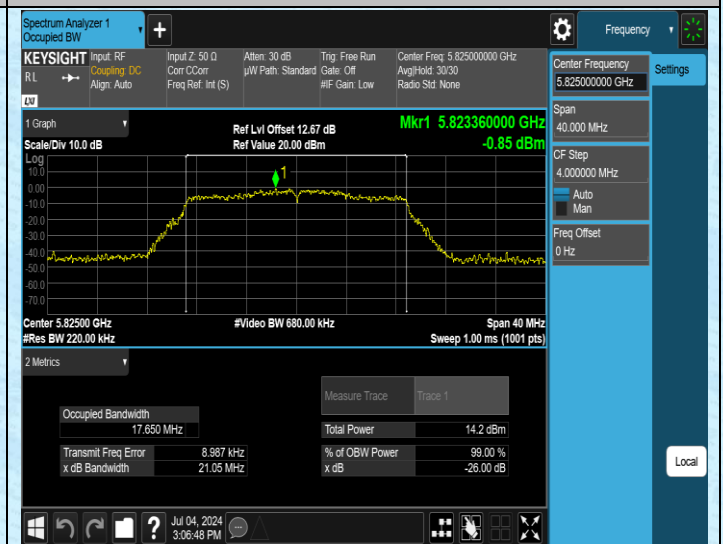 Spectrum Analyzer 1
Occupied BW
Frequency
KEYSIGHT
R L
LXI
Input: RF
Coupling: DC
Align: Auto
Input Z: 50 Ω
Corr CCorr
Freq Ref: Int (S)
Atten: 30 dB
µW Path: Standard
Trig: Free Run
Gate: Off
#IF Gain: Low
Center Freq: 5.825000000 GHz
Avg|Hold: 30/30
Radio Std: None
Center Frequency
5.825000000 GHz
Settings
Span
40.000 MHz
CF Step
4.000000 MHz
Auto
Man
Freq Offset
0 Hz
1 Graph
Scale/Div 10.0 dB
Ref Lvl Offset 12.67 dB
Ref Value 20.00 dBm
Mkr1 5.823360000 GHz
-0.85 dBm
Log
10.0
0.00
-10.0
-20.0
-30.0
-40.0
-50.0
-60.0
-70.0
1
Center 5.82500 GHz
#Video BW 680.00 kHz
Span 40 MHz
#Res BW 220.00 kHz
Sweep 1.00 ms (1001 pts)
2 Metrics
Measure Trace
Trace 1
Occupied Bandwidth
17.650 MHz
Total Power
14.2 dBm
Transmit Freq Error
8.987 kHz
% of OBW Power
99.00 %
x dB Bandwidth
21.05 MHz
x dB
-26.00 dB
Local
?
Jul 04, 2024
3:06:48 PM